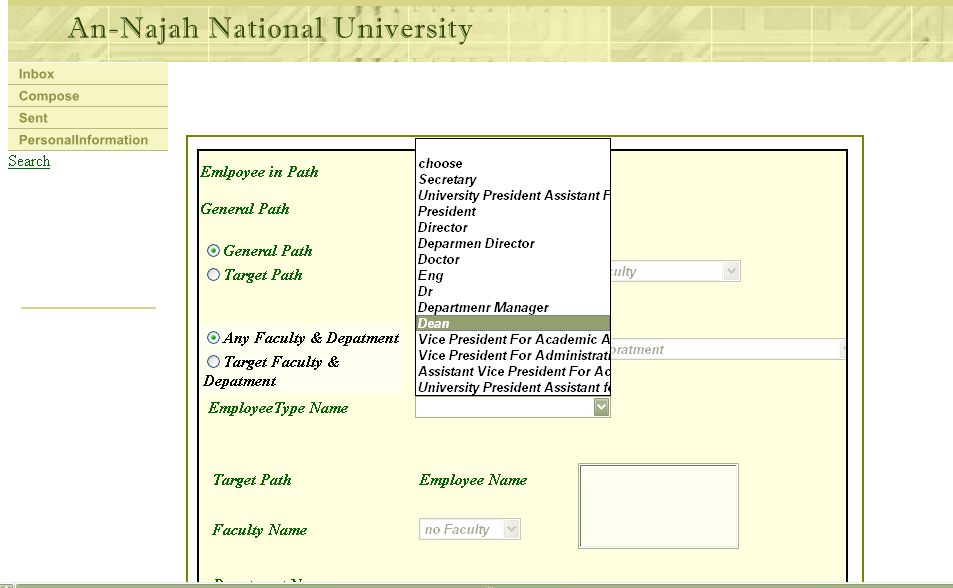 An-Najah National University
Inbox
Compose
Sent
PersonalInformation
Search
Emlpoyee in Path
General Path
General Path
Target Path
Any Faculty & Depatment
Target Faculty &
Depatment
EmployeeType Name
choose
Secretary
University President Assistant F
President
Director
Deparmen Director
Doctor
Eng
Dr
Departmenr Manager
Dean
Vice President For Academic A
Vice President For Administrati
Assistant Vice President For Ac
University President Assistant fo
Target Path
Employee Name
Faculty Name
no Faculty